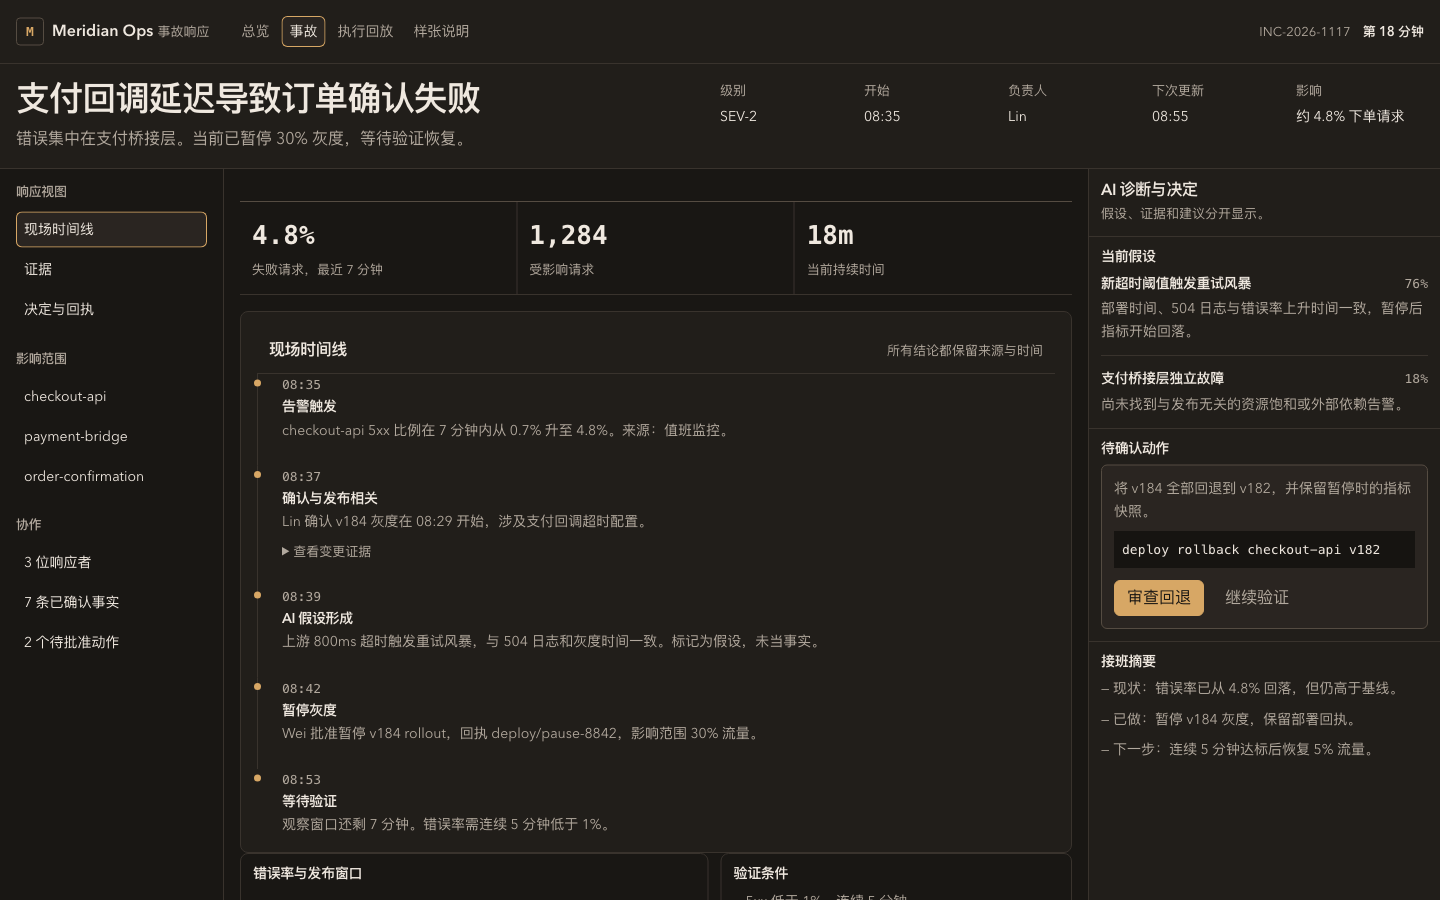 M Meridian Ops 事故响应 总览 事故 执行回放 样张说明 INC-2026-1117 第 18 分钟
支付回调延迟导致订单确认失败
错误集中在支付桥接层。当前已暂停 30% 灰度，等待验证恢复。
级别 开始 负责人 下次更新 影响
SEV-2 08:35 Lin 08:55 约 4.8% 下单请求
响应视图
现场时间线
证据
决定与回执
影响范围
checkout-api
payment-bridge
order-confirmation
协作
3 位响应者
7 条已确认事实
2 个待批准动作
4.8% 1,284 18m
失败请求，最近 7 分钟 受影响请求 当前持续时间
现场时间线 所有结论都保留来源与时间
08:35
告警触发
checkout-api 5xx 比例在 7 分钟内从 0.7% 升至 4.8%。来源：值班监控。
08:37
确认与发布相关
Lin 确认 v184 灰度在 08:29 开始，涉及支付回调超时配置。
▶ 查看变更证据
08:39
AI 假设形成
上游 800ms 超时触发重试风暴，与 504 日志和灰度时间一致。标记为假设，未当事实。
08:42
暂停灰度
Wei 批准暂停 v184 rollout，回执 deploy/pause-8842，影响范围 30% 流量。
08:53
等待验证
观察窗口还剩 7 分钟。错误率需连续 5 分钟低于 1%。
错误率与发布窗口
验证条件
5xx 低于 1%，连续 5 分钟
AI 诊断与决定
假设、证据和建议分开显示。
当前假设
新超时阈值触发重试风暴 76%
部署时间、504 日志与错误率上升时间一致，暂停后
指标开始回落。
支付桥接层独立故障 18%
尚未找到与发布无关的资源饱和或外部依赖告警。
待确认动作
将 v184 全部回退到 v182，并保留暂停时的指标
快照。
deploy rollback checkout-api v182
审查回退 继续验证
接班摘要
– 现状：错误率已从 4.8% 回落，但仍高于基线。
– 已做：暂停 v184 灰度，保留部署回执。
– 下一步：连续 5 分钟达标后恢复 5% 流量。